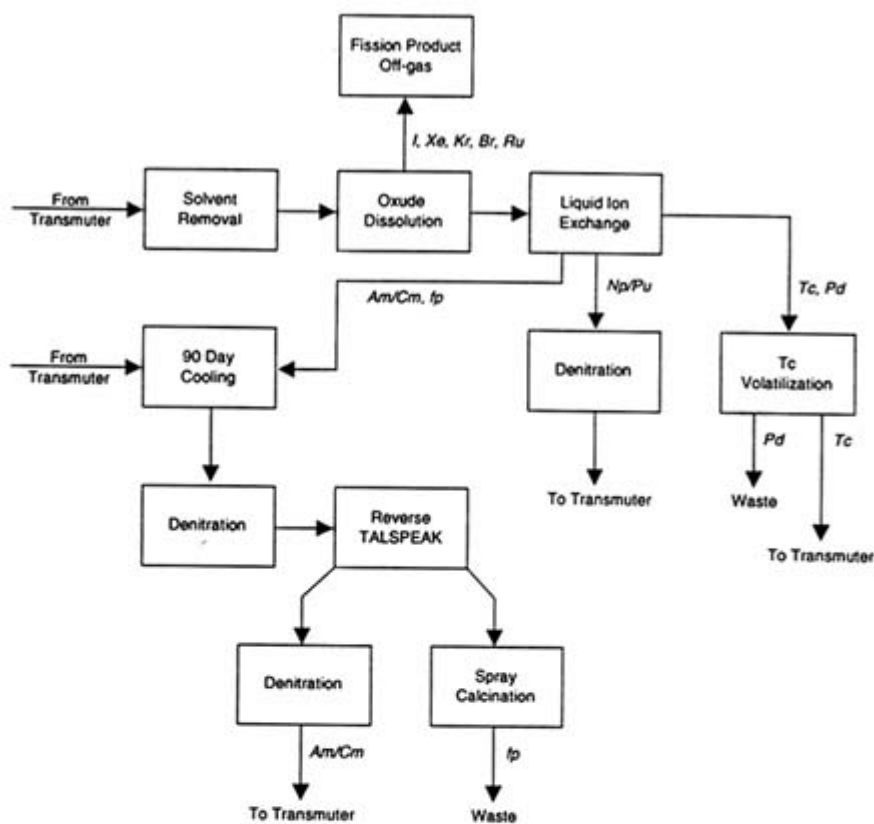 Fission Product
Off-gas
I, Xe, Kr, Br, Ru
From
Transmuter
Solvent
Removal
Oxude
Dissolution
Liquid Ion
Exchange
Am/Cm, fp
Np/Pu
Tc, Pd
From
Transmuter
90 Day
Cooling
Denitration
Tc
Volatilization
Pd
Tc
To Transmuter
Waste
To Transmuter
Denitration
Reverse
TALSPEAK
Denitration
Spray
Calcination
Am/Cm
fp
To Transmuter
Waste